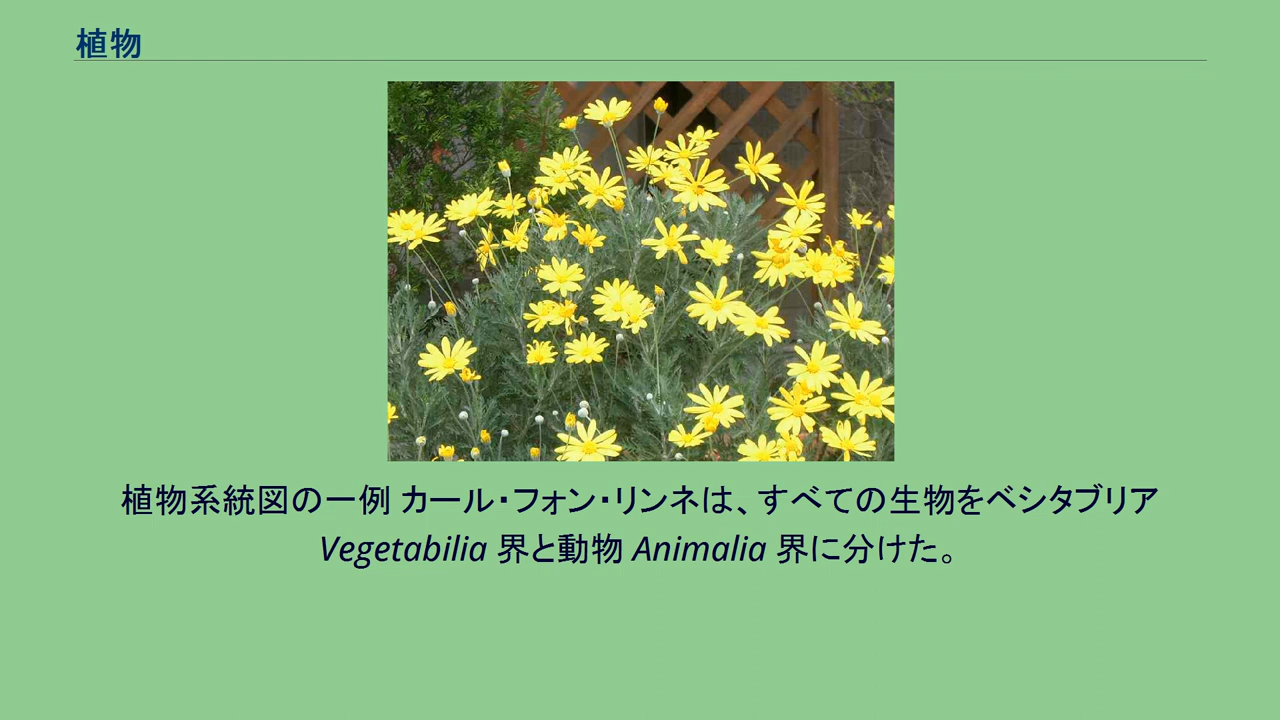 植物
植物系統図の一例 カール・フォン・リンネは、すべての生物をベシタブリア
Vegetabilia 界と動物 Animalia 界に分けた。